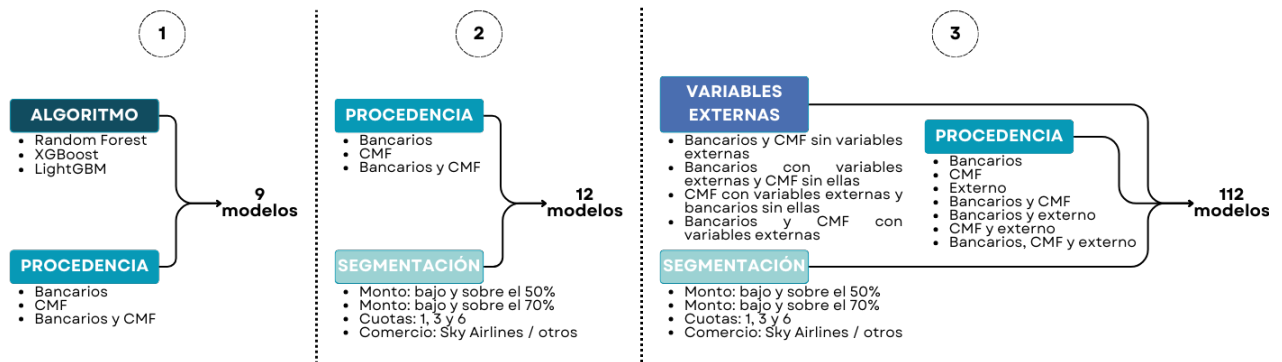 1
ALGORITMO
Random Forest
XGBoost
LightGBM
9
modelos
PROCEDENCIA
Bancarios
CMF
Bancarios y CMF
2
PROCEDENCIA
Bancarios
CMF
Bancarios y CMF
12
modelos
SEGMENTACIÓN
Monto: bajo y sobre el 50%
Monto: bajo y sobre el 70%
Cuotas: 1, 3 y 6
Comercio: Sky Airlines / otros
3
VARIABLES
EXTERNAS
Bancarios y CMF sin variables
externas
Bancarios con variables
externas y CMF sin ellas
CMF con variables externas y
bancarios sin ellas
Bancarios y CMF con
variables externas
PROCEDENCIA
Bancarios
CMF
Externo
Bancarios y CMF
Bancarios y externo
CMF y externo
Bancarios, CMF y externo
112
modelos
SEGMENTACIÓN
Monto: bajo y sobre el 50%
Monto: bajo y sobre el 70%
Cuotas: 1, 3 y 6
Comercio: Sky Airlines / otros